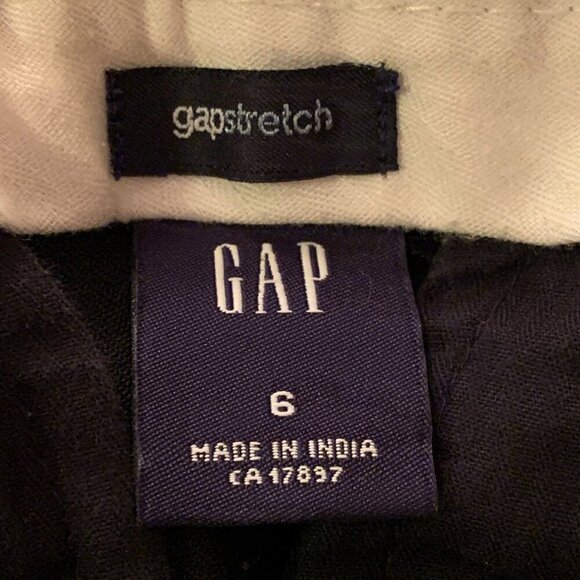 gapstretch
GAP
6
MADE IN INDIA
CA 17897